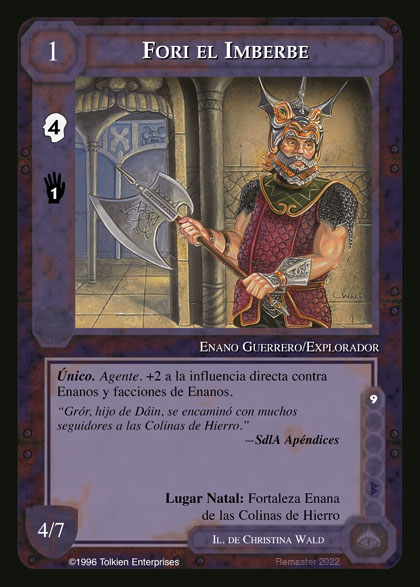 1
FORI EL IMBERBE
4
1
C. WALD
ENANO GUERRERO/EXPLORADOR
Único. Agente. +2 a la influencia directa contra
Enanos y facciones de Enanos.
“Grór, hijo de Dáin, se encaminó con muchos
seguidores a las Colinas de Hierro.”
—SdlA Apéndices
9
Lugar Natal: Fortaleza Enana
de las Colinas de Hierro
4/7
IL. DE CHRISTINA WALD
©1996 Tolkien Enterprises
Remaster 2022